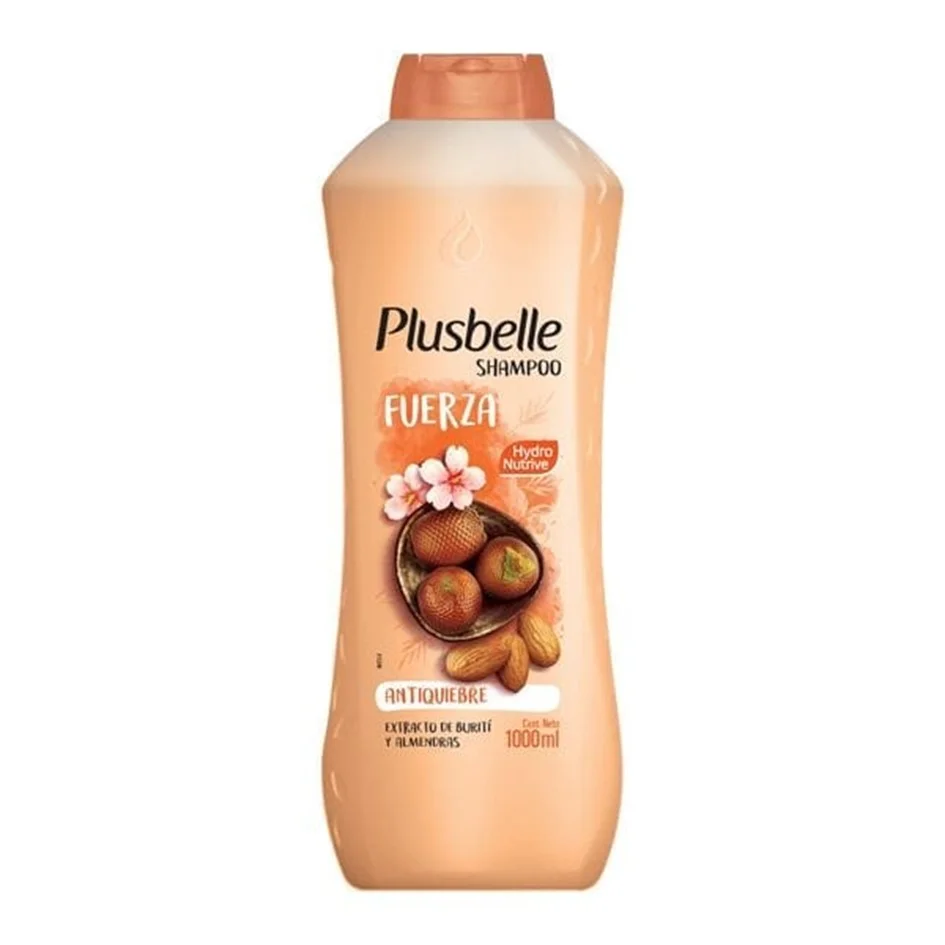 Plusbelle
SHAMPOO
FUERZA
Hydro
Nutrive
ANTIQUIEBRE
EXTRACTO DE BURITÍ
Y ALMENDRAS
Cont. Neto
1000ml